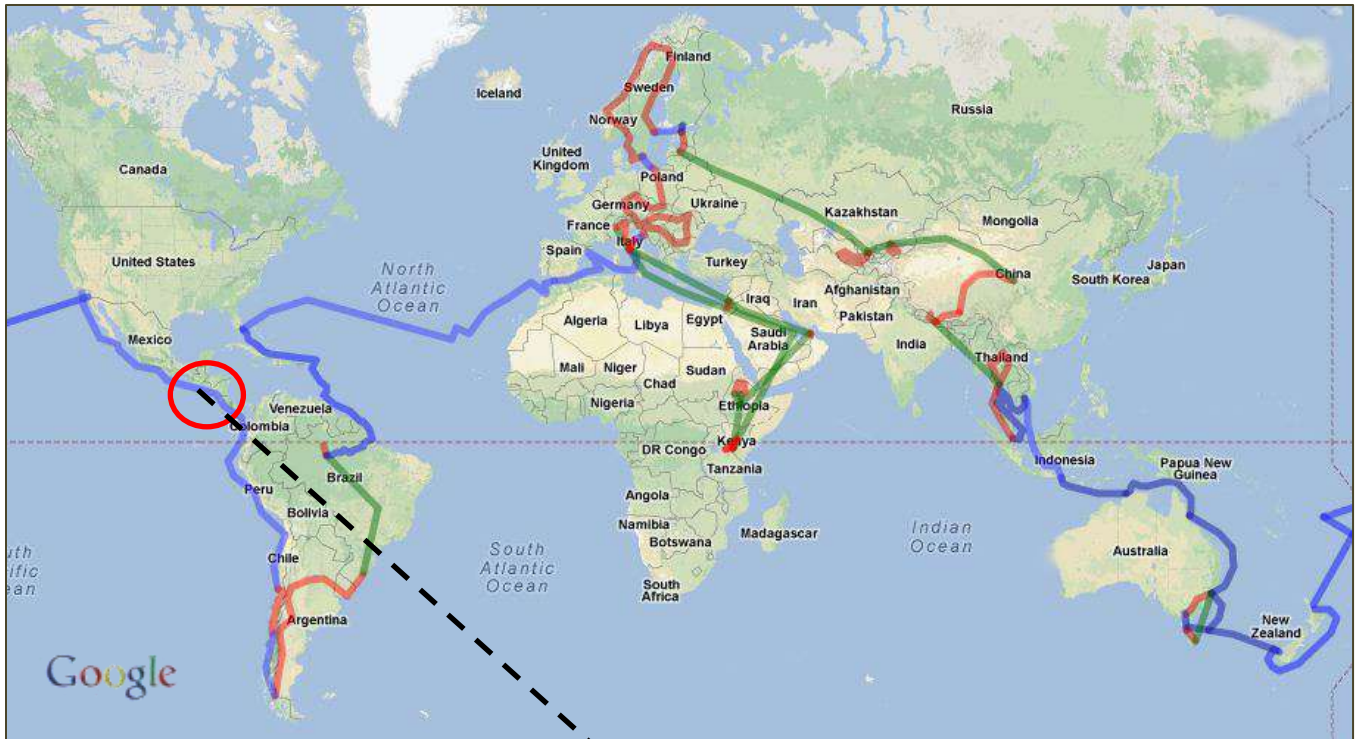 Finland
Iceland
Sweden
Russia
Norway
United
Kingdom
Canada
Poland
Germany
Ukraine
Kazakhstan
Mongolia
France
Italy
Spain
United States
North
Atlantic
Ocean
Turkey
China
South Korea
Japan
Iraq
Iran
Afghanistan
Pakistan
Algeria
Libya
Egypt
Saudi
Arabia
India
Mexico
Mali
Niger
Chad
Sudan
Thailand
Venezuela
Nigeria
Ethiopia
Colombia
Kenya
DR Congo
Tanzania
Indonesia
Papua New
Guinea
Brazil
Peru
Angola
Bolivia
Namibia
Botswana
Madagascar
Indian
Ocean
Australia
South
Atlantic
Ocean
uth
ific
ean
Chile
South
Africa
Argentina
New
Zealand
Google